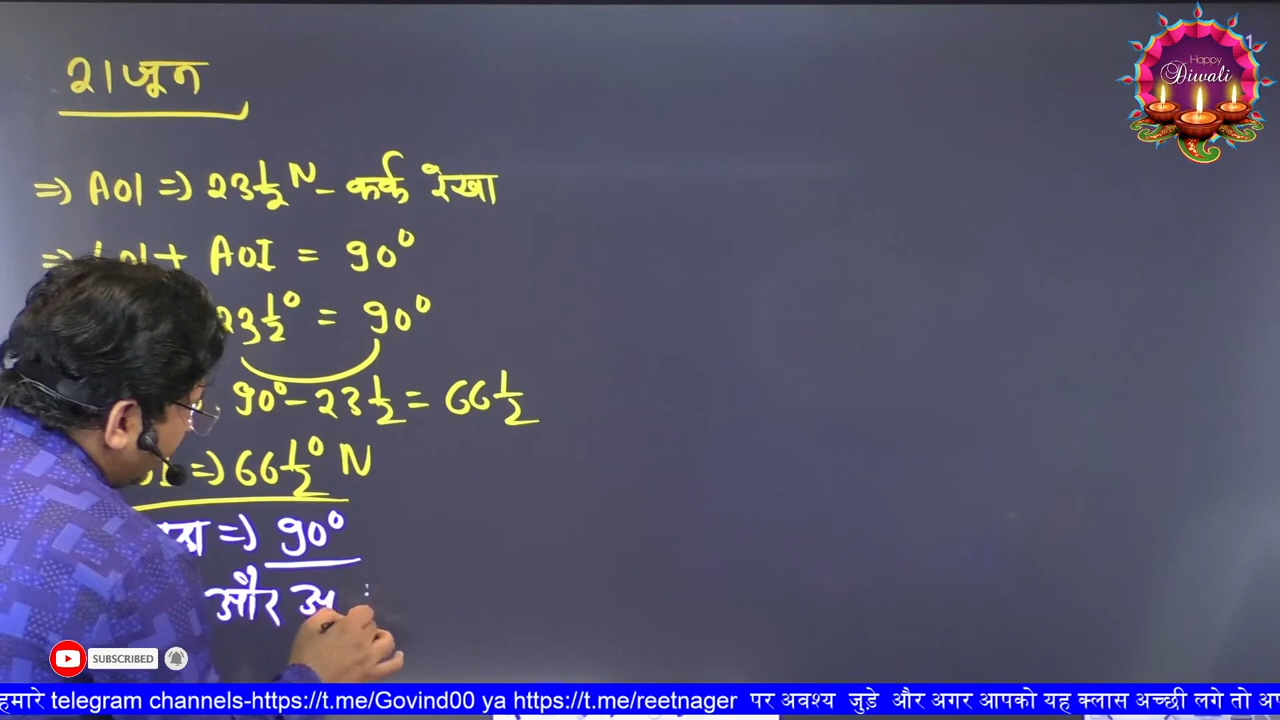 21 जून
⇒ AOI ⇒ 23½ N - कर्क रेखा
⇒ + AOI = 90°
23½° = 90°
90° - 23½ = 66½
⇒ 66½° N
⇒ 90°
और
Happy
Diwali
1
SUBSCRIBED
हमारे telegram channels-https://t.me/Govind00 ya https://t.me/reetnager पर अवश्य जुड़े और अगर आपको यह क्लास अच्छी लगे तो